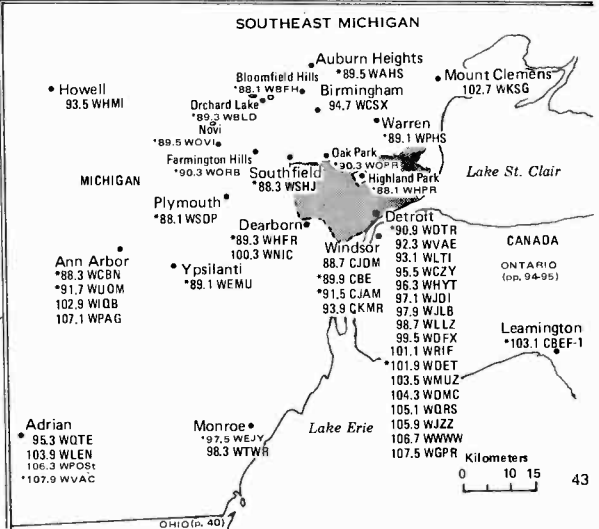 SOUTHEAST MICHIGAN
Auburn Heights
*89.5 WAHS
Bloomfield Hills
*88.1 WBFH
Howell
93.5 WHMI
Mount Clemens
102.7 WKSG
Orchard Lake
*89.3 WBLD
Birmingham
94.7 WCSX
Novi
*89.5 WOVI
Warren
*89.1 WPHS
Farmington Hills
*90.3 WORB
Oak Park
*90.3 WOPR
Southfield
*88.3 WSHJ
Highland Park
*88.1 WHPR
Lake St. Clair
MICHIGAN
Plymouth
*88.1 WSDP
Dearborn
*89.3 WHFR
100.3 WNIC
Detroit
*90.9 WDTR
92.3 WVAE
93.1 WLTI
95.5 WCZY
96.3 WHYT
97.1 WJOI
97.9 WJLB
98.7 WLLZ
99.5 WDFX
101.1 WRIF
*101.9 WDET
103.5 WMUZ
104.3 WOMC
105.1 WQRS
105.9 WJZZ
106.7 WWWW
107.5 WGPR
Windsor
88.7 CJOM
*89.9 CBE
*91.5 CJAM
93.9 CKMR
CANADA
ONTARIO
(pp. 94-95)
Ann Arbor
*88.3 WCBN
*91.7 WUOM
102.9 WIQB
107.1 WPAG
Ypsilanti
*89.1 WEMU
Leamington
*103.1 CBEF-1
Adrian
95.3 WQTE
103.9 WLEN
106.3 WPOSt
*107.9 WVAC
Monroe
*97.5 WEJY
98.3 WTWR
Lake Erie
Kilometers
0 10 15
43
OHIO (p. 40)